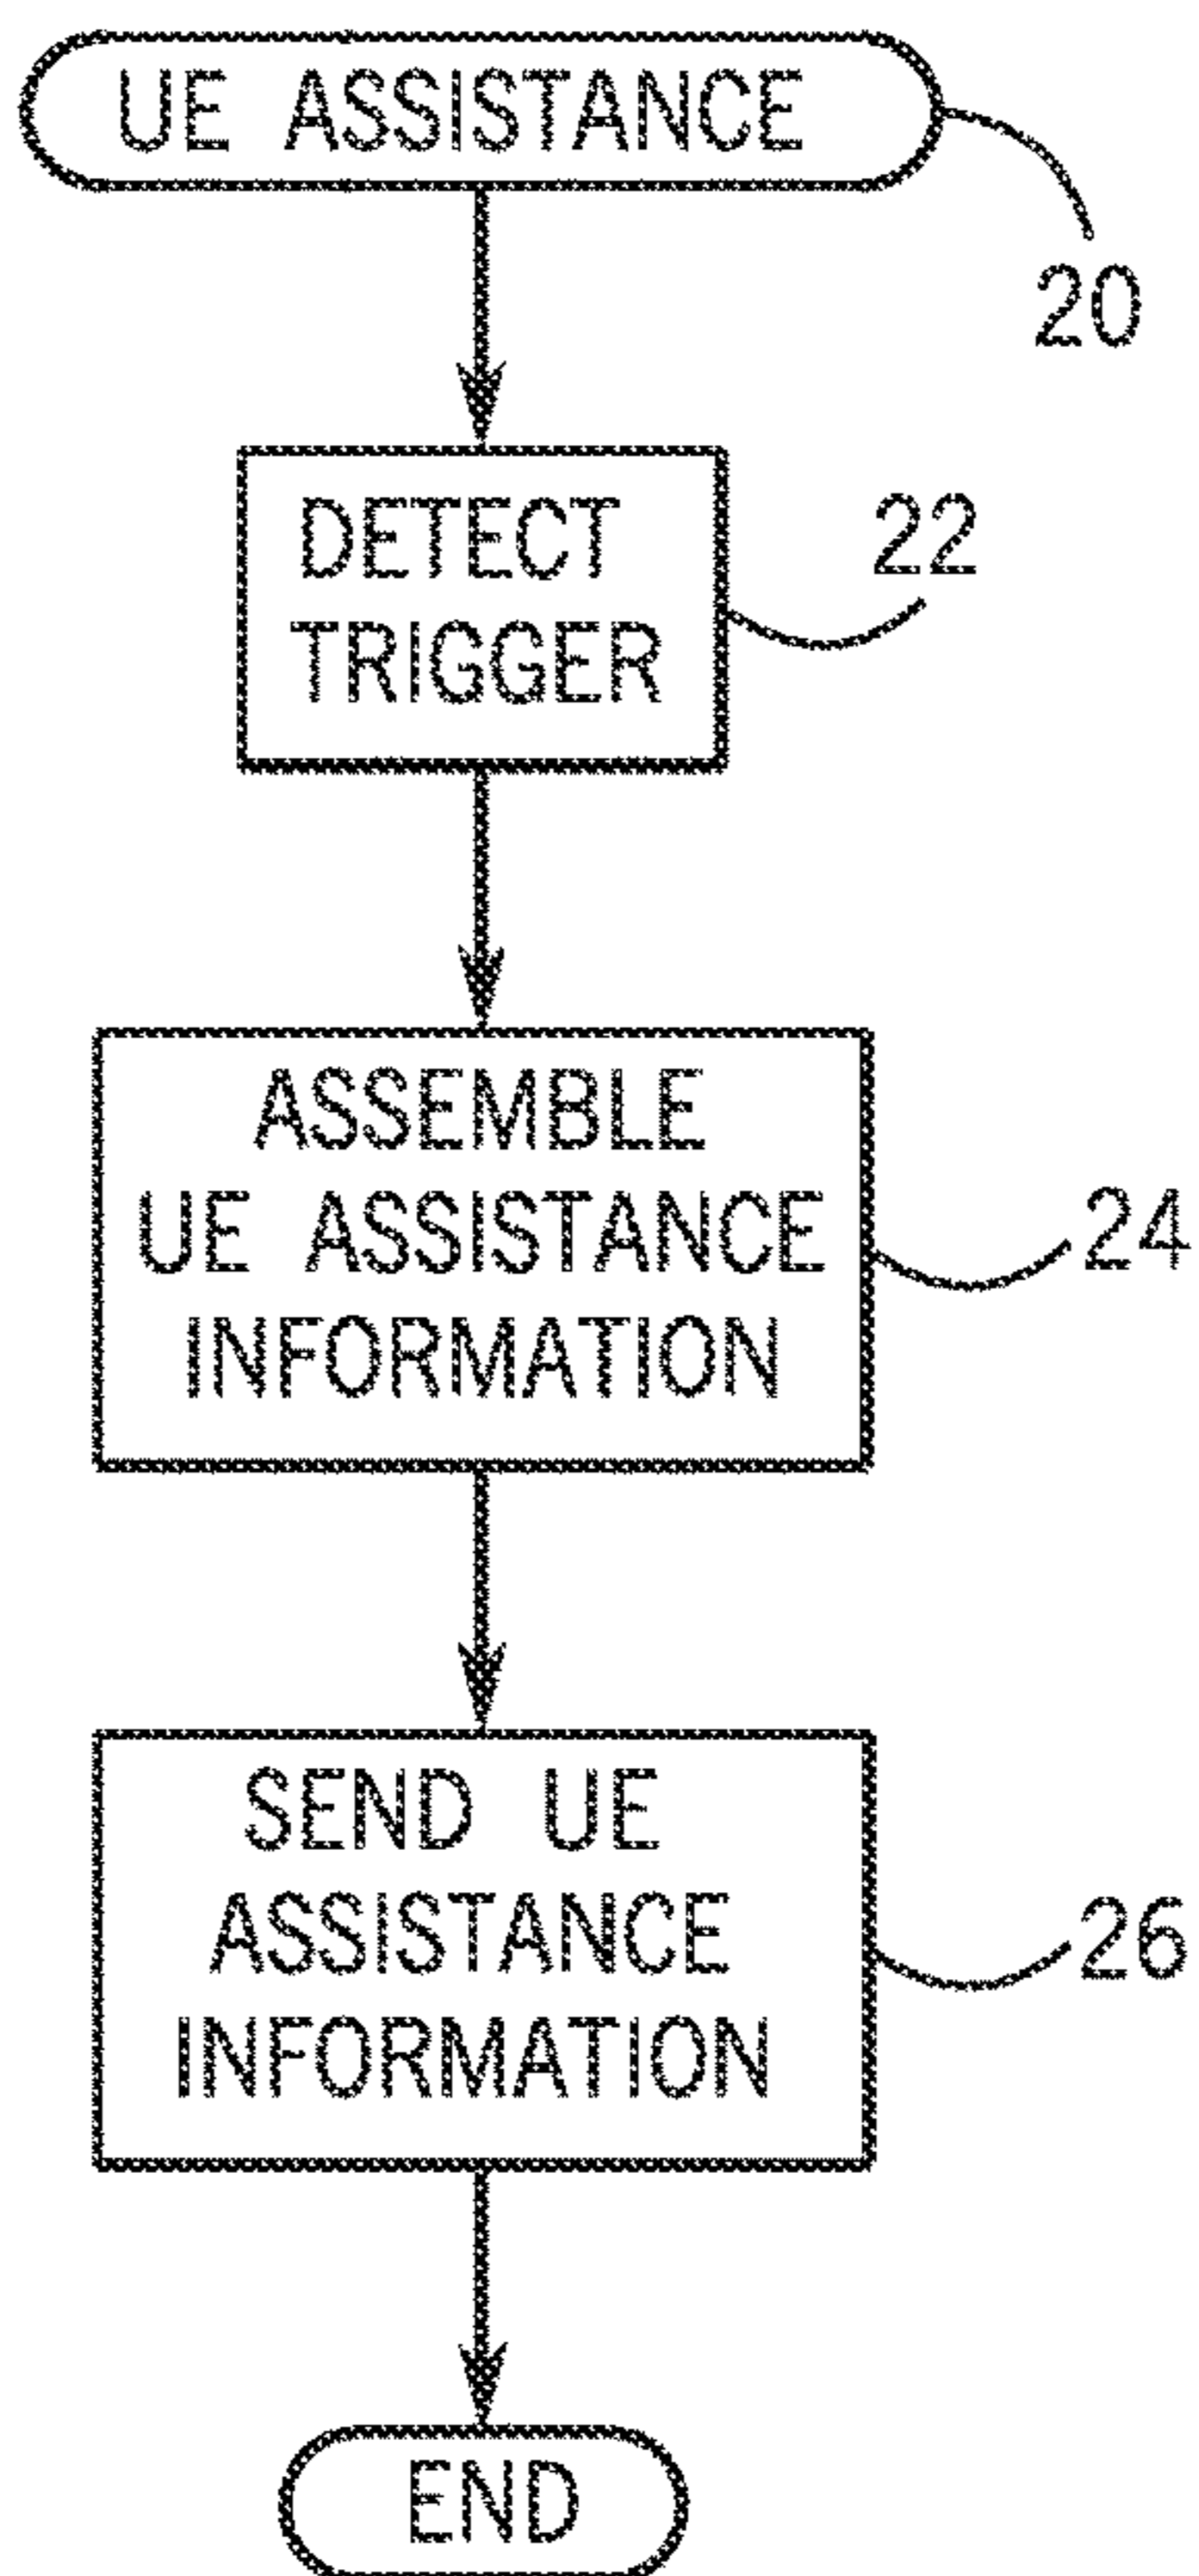 UE ASSISTANCE
20
DETECT
TRIGGER
22
ASSEMBLE
UE ASSISTANCE
INFORMATION
24
SEND UE
ASSISTANCE
INFORMATION
26
END